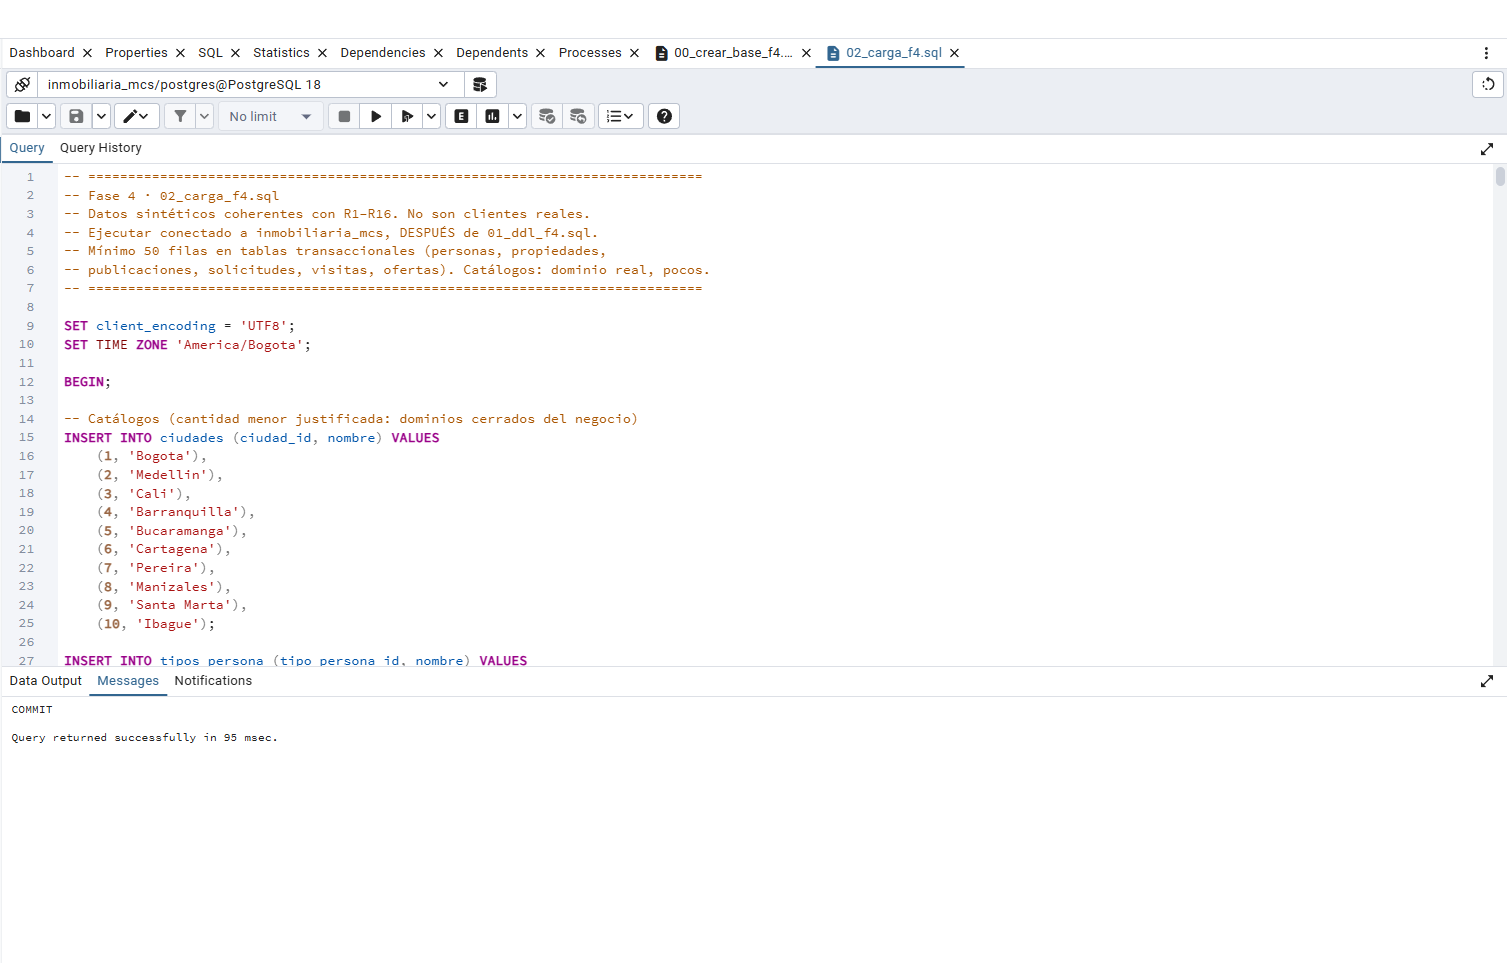 Dashboard Properties SQL Statistics Dependencies Dependents Processes 00_crear_base_f4.... 02_carga_f4.sql
inmobiliaria_mcs/postgres@PostgreSQL 18
No limit E
Query Query History
1 -- =============================================================================
2 -- Fase 4 · 02_carga_f4.sql
3 -- Datos sintéticos coherentes con R1–R16. No son clientes reales.
4 -- Ejecutar conectado a inmobiliaria_mcs, DESPUÉS de 01_ddl_f4.sql.
5 -- Mínimo 50 filas en tablas transaccionales (personas, propiedades,
6 -- publicaciones, solicitudes, visitas, ofertas). Catálogos: dominio real, pocos.
7 -- =============================================================================
8
9 SET client_encoding = 'UTF8';
10 SET TIME ZONE 'America/Bogota';
11
12 BEGIN;
13
14 -- Catálogos (cantidad menor justificada: dominios cerrados del negocio)
15 INSERT INTO ciudades (ciudad_id, nombre) VALUES
16 (1, 'Bogota'),
17 (2, 'Medellin'),
18 (3, 'Cali'),
19 (4, 'Barranquilla'),
20 (5, 'Bucaramanga'),
21 (6, 'Cartagena'),
22 (7, 'Pereira'),
23 (8, 'Manizales'),
24 (9, 'Santa Marta'),
25 (10, 'Ibague');
26
27 INSERT INTO tipos_persona (tipo_persona_id, nombre) VALUES
Data Output Messages Notifications
COMMIT
Query returned successfully in 95 msec.